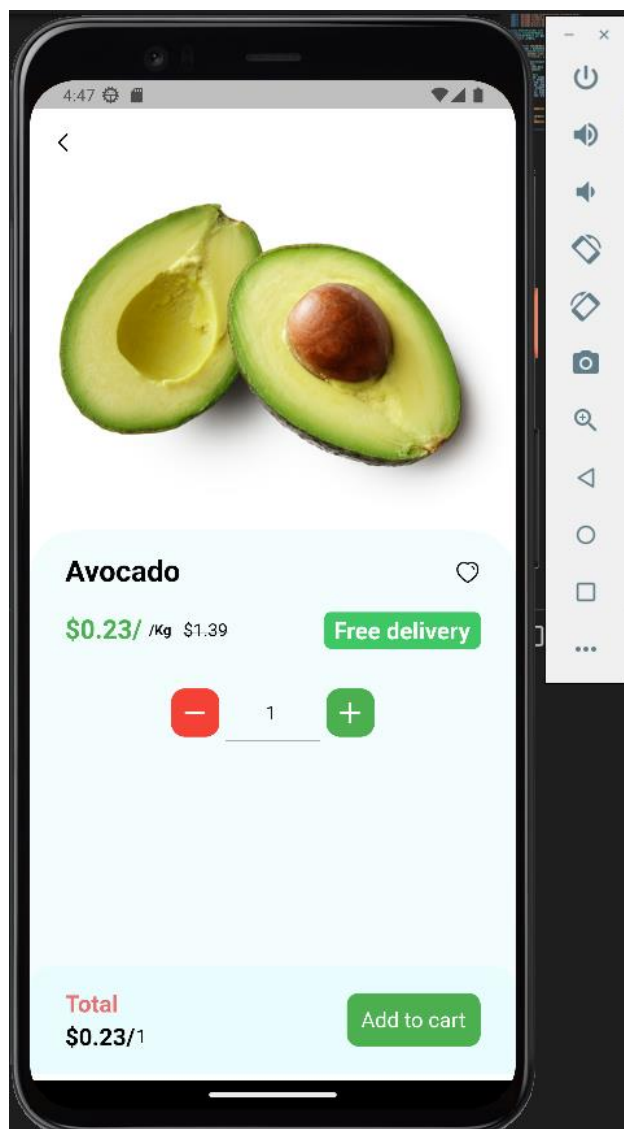 4:47
Avocado
$0.23/ /Kg $1.39 Free delivery
1
Total
$0.23/1
Add to cart